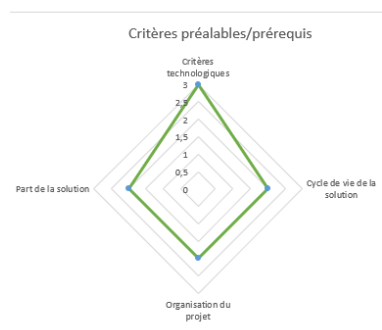 Critères préalables/prérequis
Critères
technologiques
3
2,5
2
1,5
1
0,5
0
Part de la solution
Cycle de vie de la
solution
Organisation du
projet